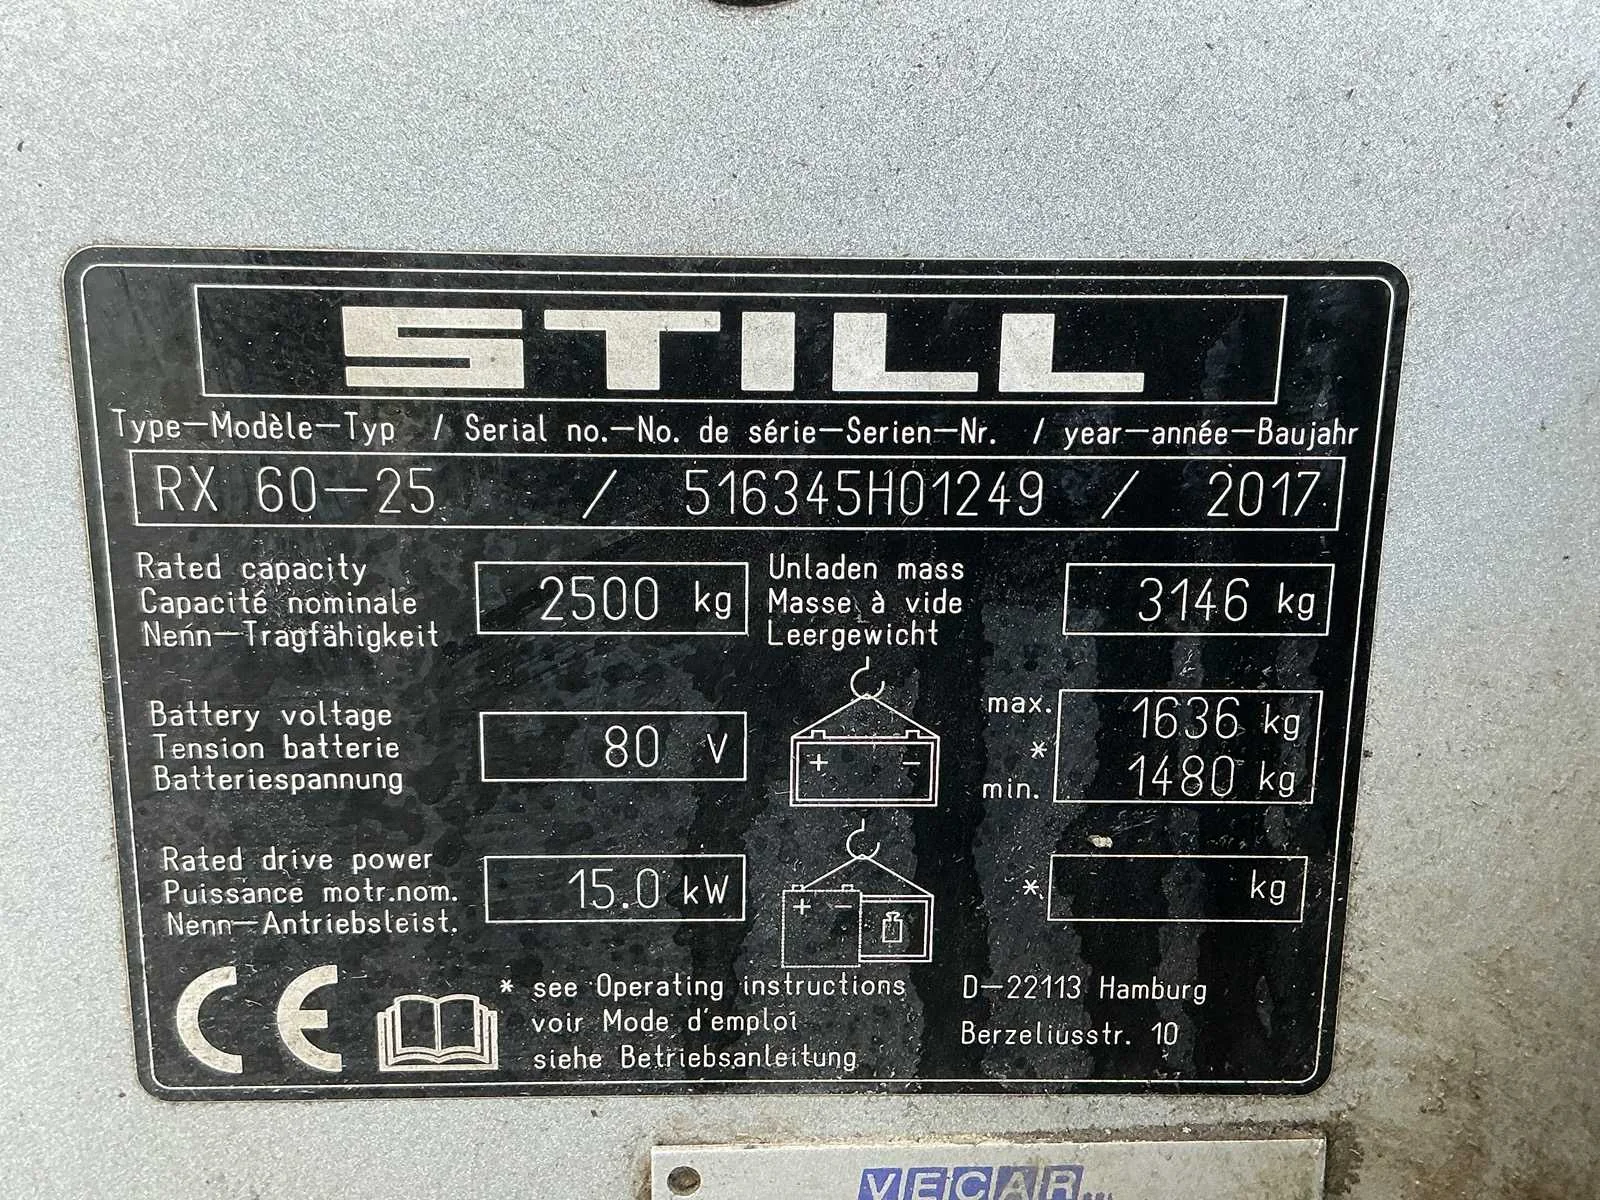 STILL
Type-Modèle-Typ / Serial no.-No. de série-Serien-Nr. / year-année-Baujahr
RX 60-25 / 516345H01249 / 2017
Rated capacity
Capacité nominale
Nenn-Tragfähigkeit
2500 kg
Unladen mass
Masse à vide
Leergewicht
3146 kg
Battery voltage
Tension batterie
Batteriespannung
80 V
+ -
max. 1636 kg
*
min. 1480 kg
Rated drive power
Puissance motr.nom.
Nenn-Antriebsleist.
15.0 kW
+ -
* kg
CE
* see Operating instructions
voir Mode d'emploi
siehe Betriebsanleitung
D-22113 Hamburg
Berzeliusstr. 10
VECAR...